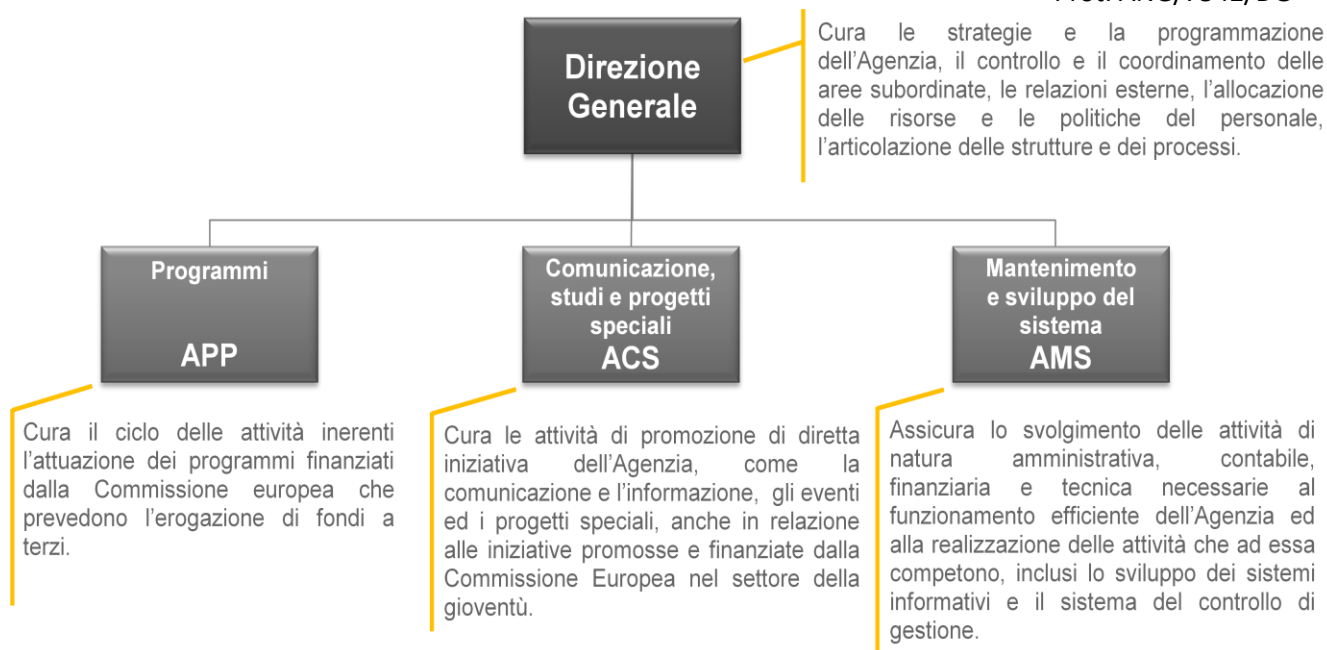 Direzione
Generale
Cura le strategie e la programmazione
dell'Agenzia, il controllo e il coordinamento delle
aree subordinate, le relazioni esterne, l'allocazione
delle risorse e le politiche del personale,
l'articolazione delle strutture e dei processi.
Programmi
APP
Comunicazione,
studi e progetti
speciali
ACS
Mantenimento
e sviluppo del
sistema
AMS
Cura il ciclo delle attività inerenti
l'attuazione dei programmi finanziati
dalla Commissione europea che
prevedono l'erogazione di fondi a
terzi.
Cura le attività di promozione di diretta
iniziativa dell'Agenzia, come la
comunicazione e l'informazione, gli eventi
ed i progetti speciali, anche in relazione
alle iniziative promosse e finanziate dalla
Commissione Europea nel settore della
gioventù.
Assicura lo svolgimento delle attività di
natura amministrativa, contabile,
finanziaria e tecnica necessarie al
funzionamento efficiente dell'Agenzia ed
alla realizzazione delle attività che ad essa
competono, inclusi lo sviluppo dei sistemi
informativi e il sistema del controllo di
gestione.